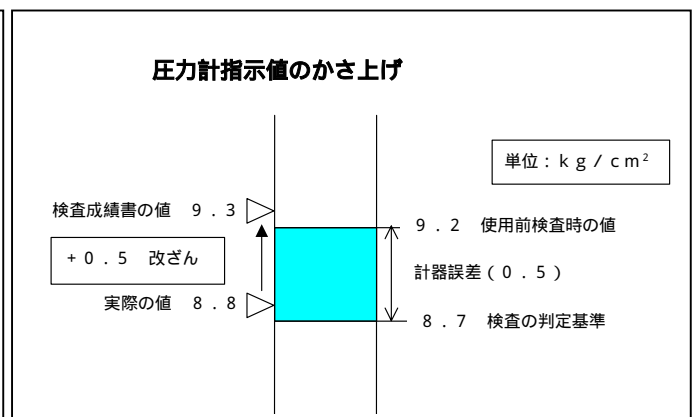 圧力計指示値のかさ上げ
単位：ｋｇ／ｃｍ²
検査成績書の値　９．３
９．２　使用前検査時の値
＋０．５　改ざん
計器誤差（０．５）
実際の値　８．８
８．７　検査の判定基準